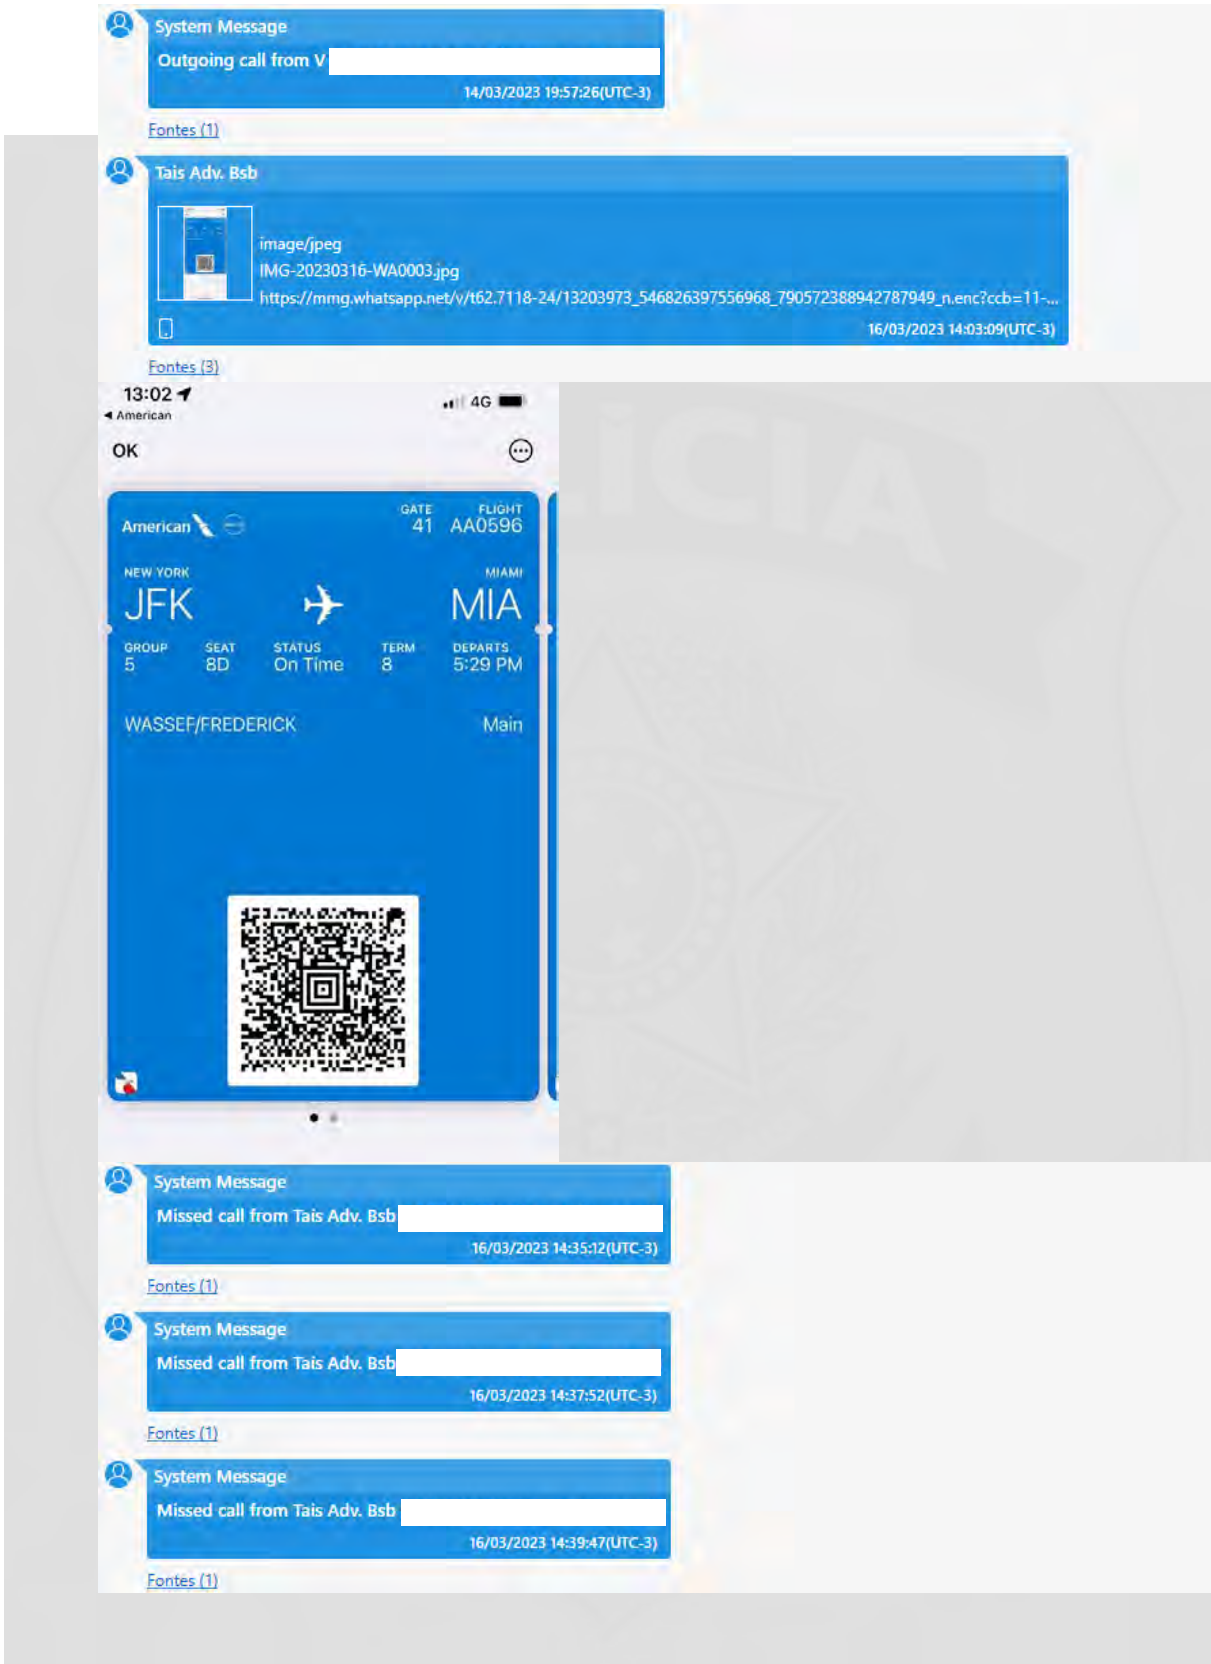 System Message
Outgoing call from V
14/03/2023 19:57:26(UTC-3)
Fontes (1)
Tais Adv. Bsb
image/jpeg
IMG-20230316-WA0003.jpg
https://mmg.whatsapp.net/v/t62.7118-24/13203973_546826397556968_790572388942787949_n.enc?ccb=11-...
16/03/2023 14:03:09(UTC-3)
Fontes (3)
13:02
4G
◀ American
OK
American
GATE FLIGHT
41 AA0596
NEW YORK MIAMI
JFK MIA
GROUP SEAT STATUS TERM DEPARTS
5 8D On Time 8 5:29 PM
WASSEF/FREDERICK Main
System Message
Missed call from Tais Adv. Bsb
16/03/2023 14:35:12(UTC-3)
Fontes (1)
System Message
Missed call from Tais Adv. Bsb
16/03/2023 14:37:52(UTC-3)
Fontes (1)
System Message
Missed call from Tais Adv. Bsb
16/03/2023 14:39:47(UTC-3)
Fontes (1)